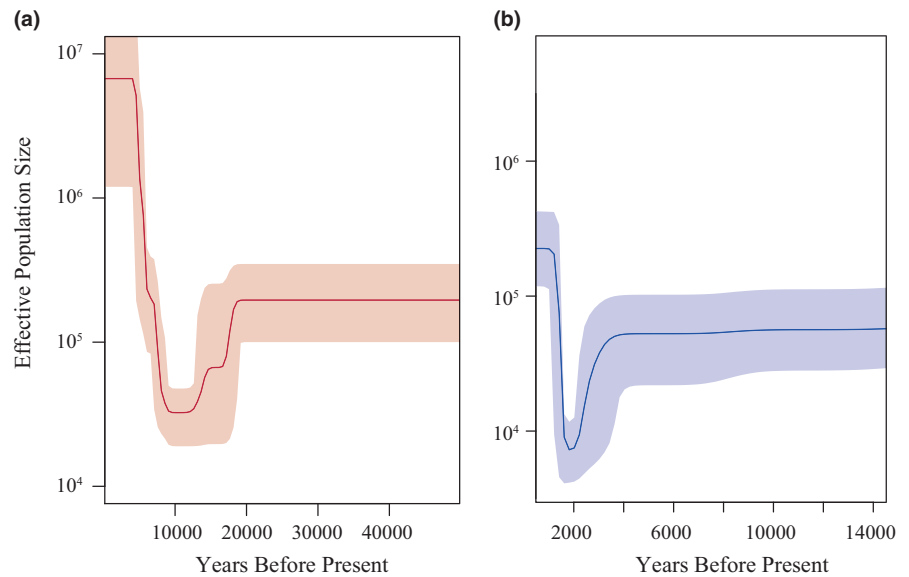 (a)
(b)
Effective Population Size
10⁷
10⁶
10⁵
10⁴
10000 20000 30000 40000
Years Before Present
10⁶
10⁵
10⁴
2000 6000 10000 14000
Years Before Present